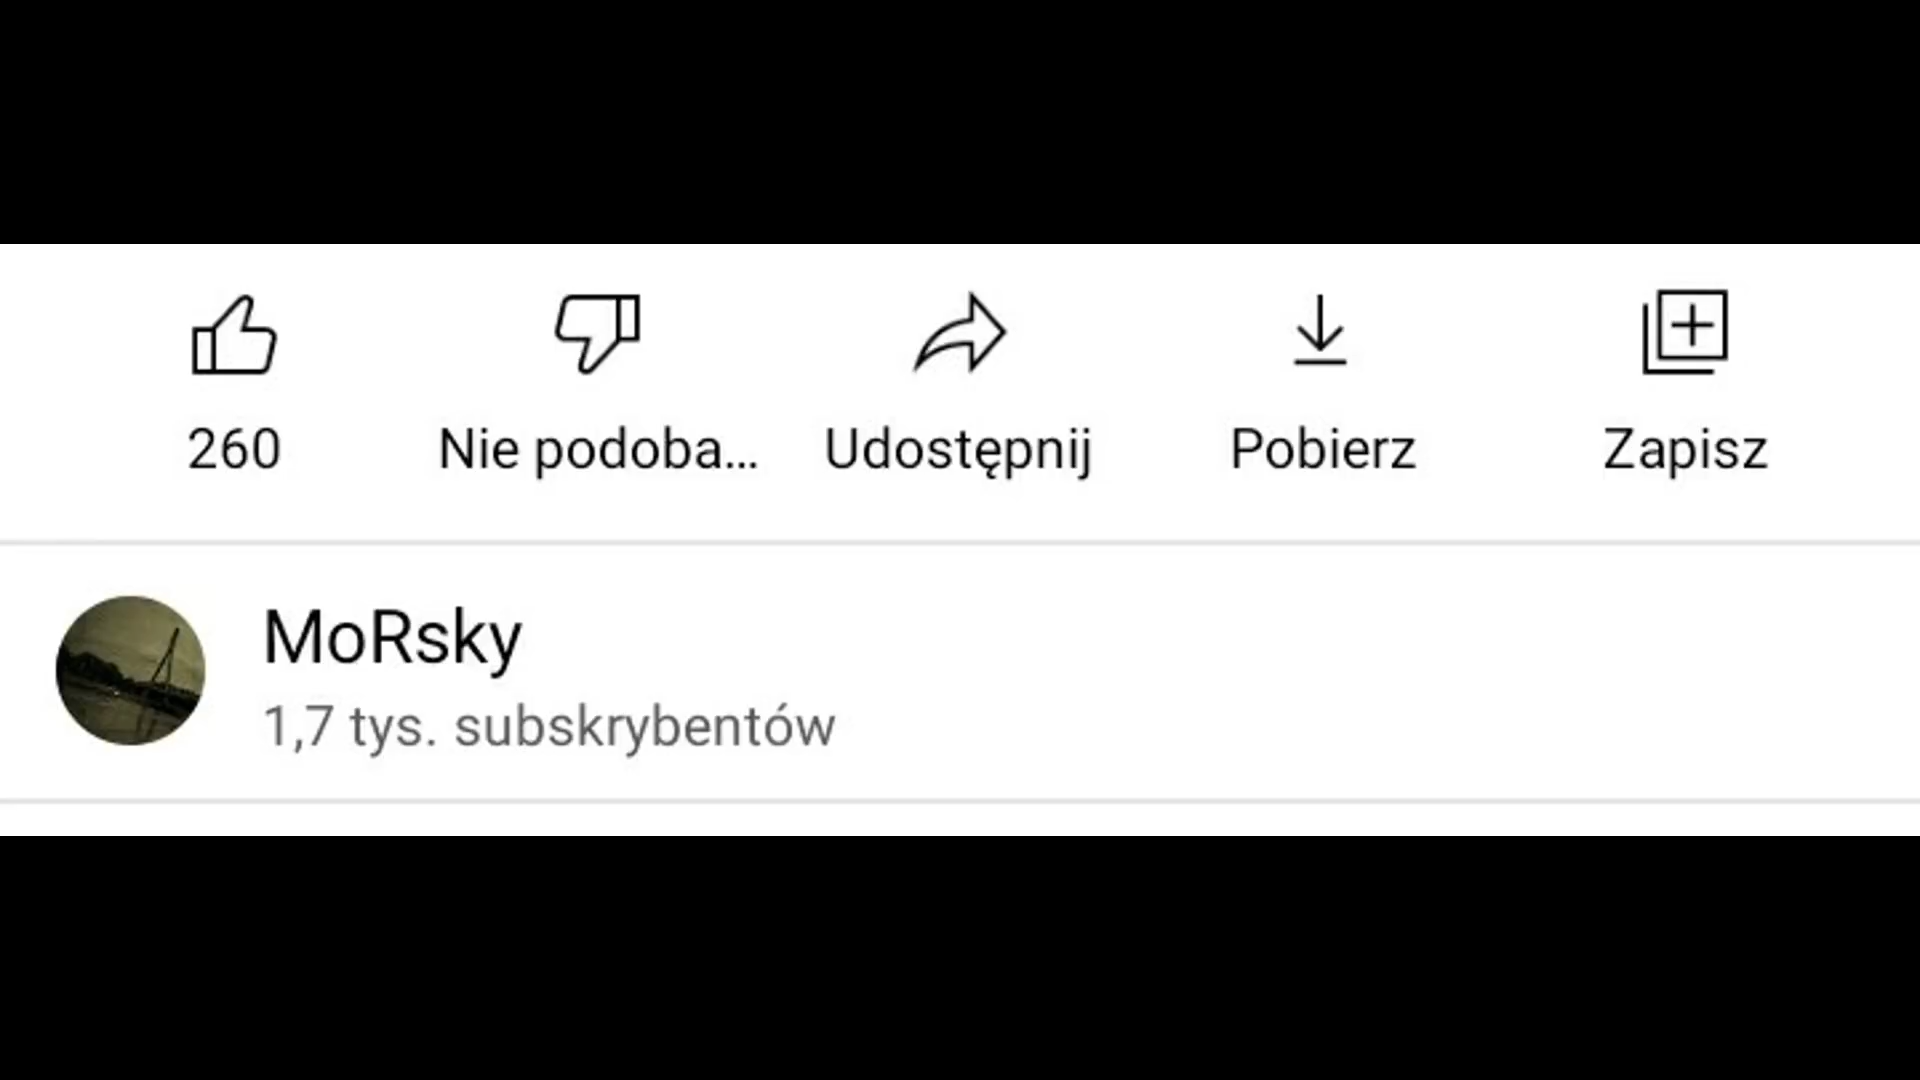 260 Nie podoba... Udostępnij Pobierz Zapisz
MoRsky
1,7 tys. subskrybentów